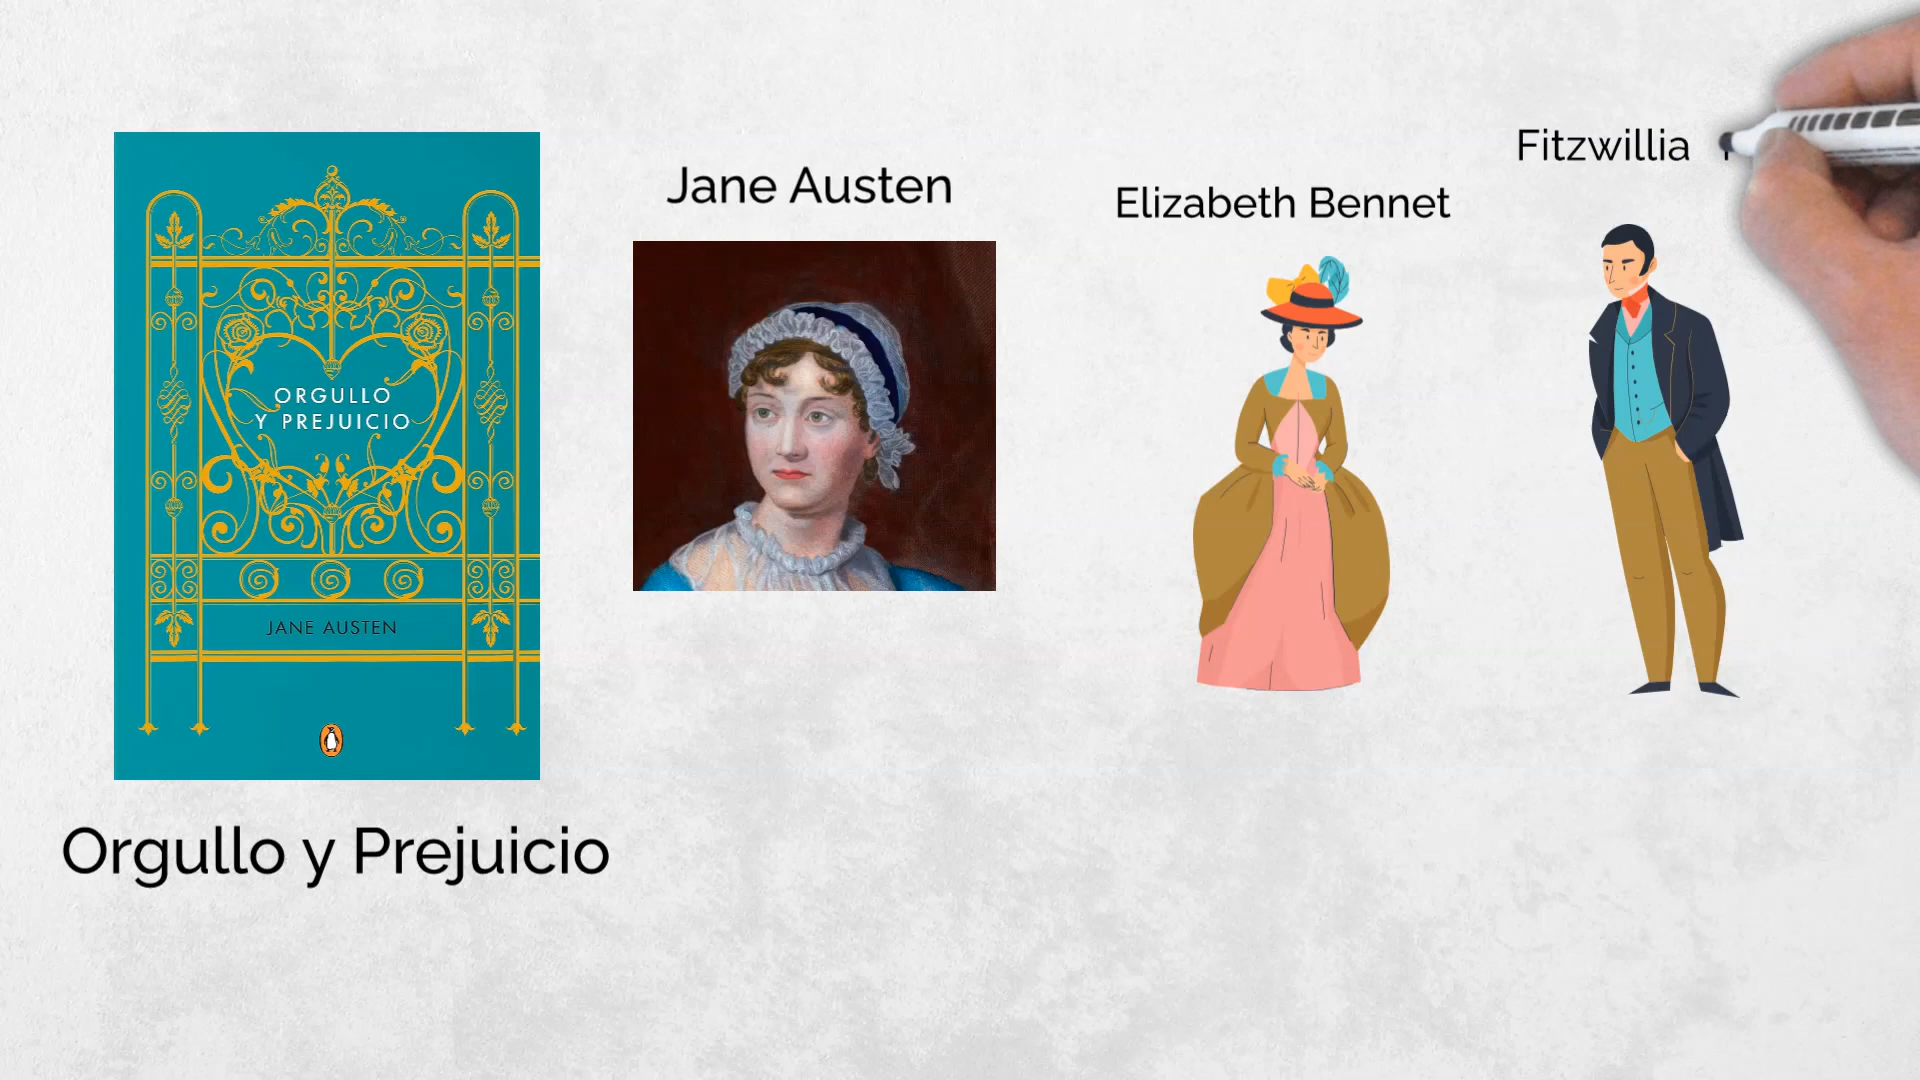 ORGULLO
Y PREJUICIO
JANE AUSTEN
Orgullo y Prejuicio
Jane Austen
Elizabeth Bennet
Fitzwillia